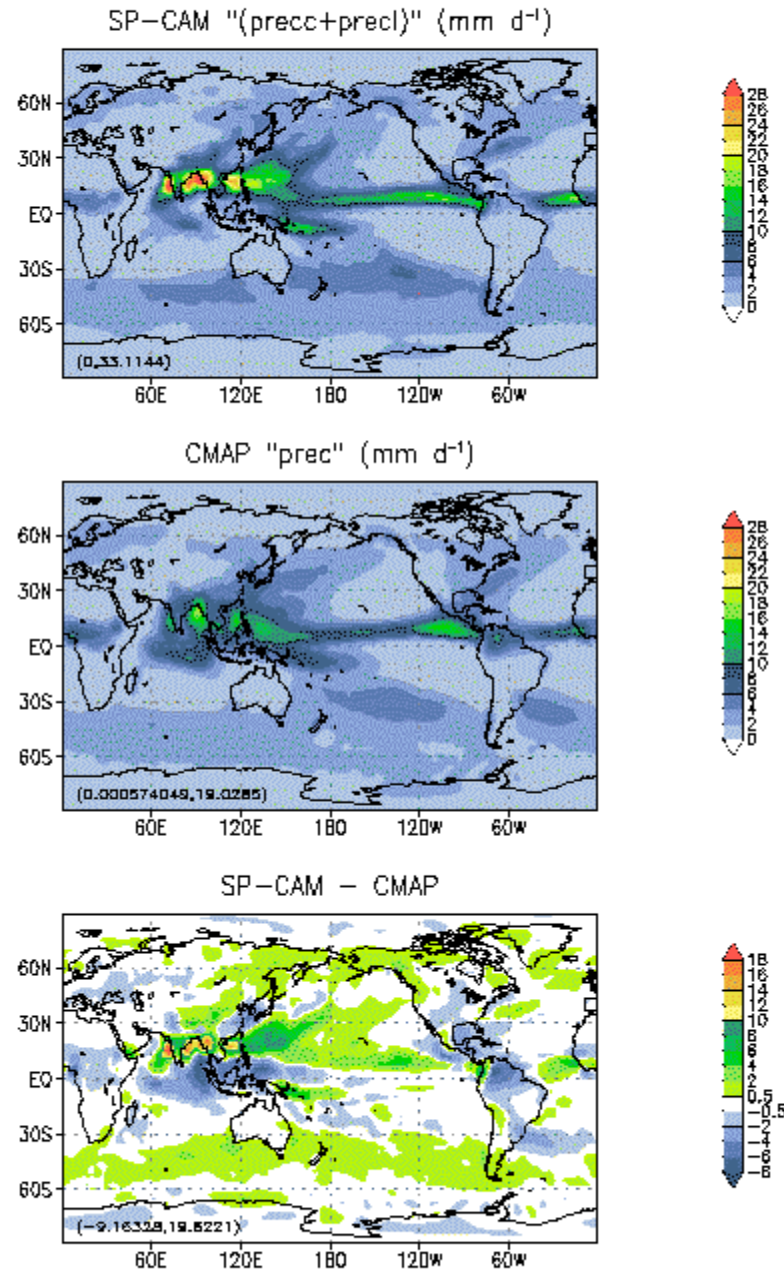 SP-CAM "(precc+precl)" (mm d⁻¹)
60N
30N
EQ
30S
60S
(0,33.1144)
60E 120E 180 120W 60W
28
26
24
22
20
18
16
14
12
10
8
6
4
2
0
CMAP "prec" (mm d⁻¹)
60N
30N
EQ
30S
60S
(0.000574049,19.0285)
60E 120E 180 120W 60W
28
26
24
22
20
18
16
14
12
10
8
6
4
2
0
SP-CAM - CMAP
60N
30N
EQ
30S
60S
(-9.16328,19.8221)
60E 120E 180 120W 60W
18
16
14
12
10
8
6
4
2
0.5
-0.5
-2
-4
-6
-8